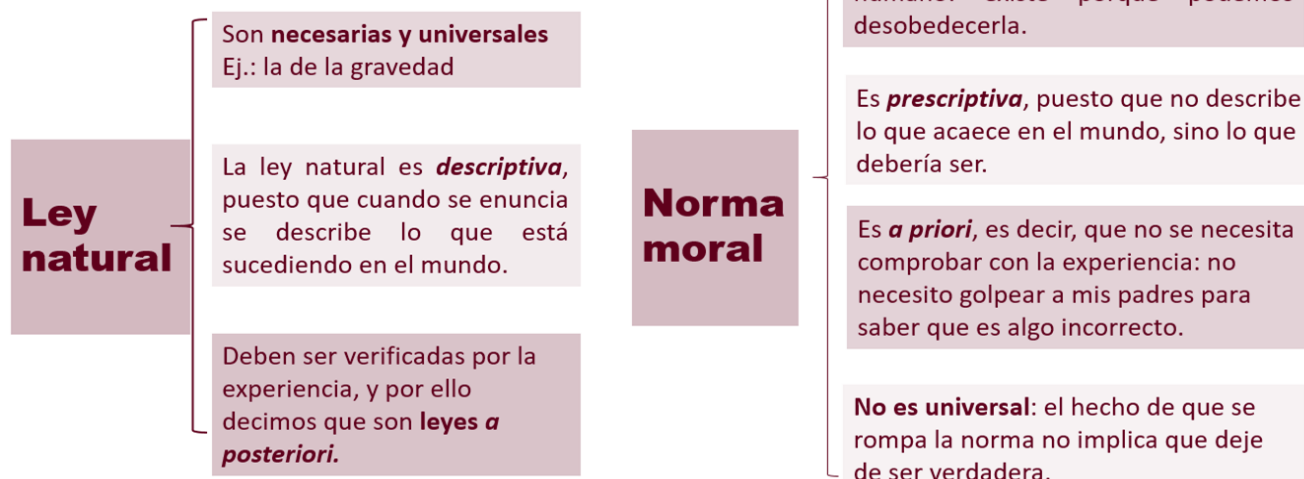 Ley
natural
Son necesarias y universales
Ej.: la de la gravedad
La ley natural es descriptiva,
puesto que cuando se enuncia
se describe lo que está
sucediendo en el mundo.
Deben ser verificadas por la
experiencia, y por ello
decimos que son leyes a
posteriori.
Norma
moral
desobedecerla.
Es prescriptiva, puesto que no describe
lo que acaece en el mundo, sino lo que
debería ser.
Es a priori, es decir, que no se necesita
comprobar con la experiencia: no
necesito golpear a mis padres para
saber que es algo incorrecto.
No es universal: el hecho de que se
rompa la norma no implica que deje
de ser verdadera.